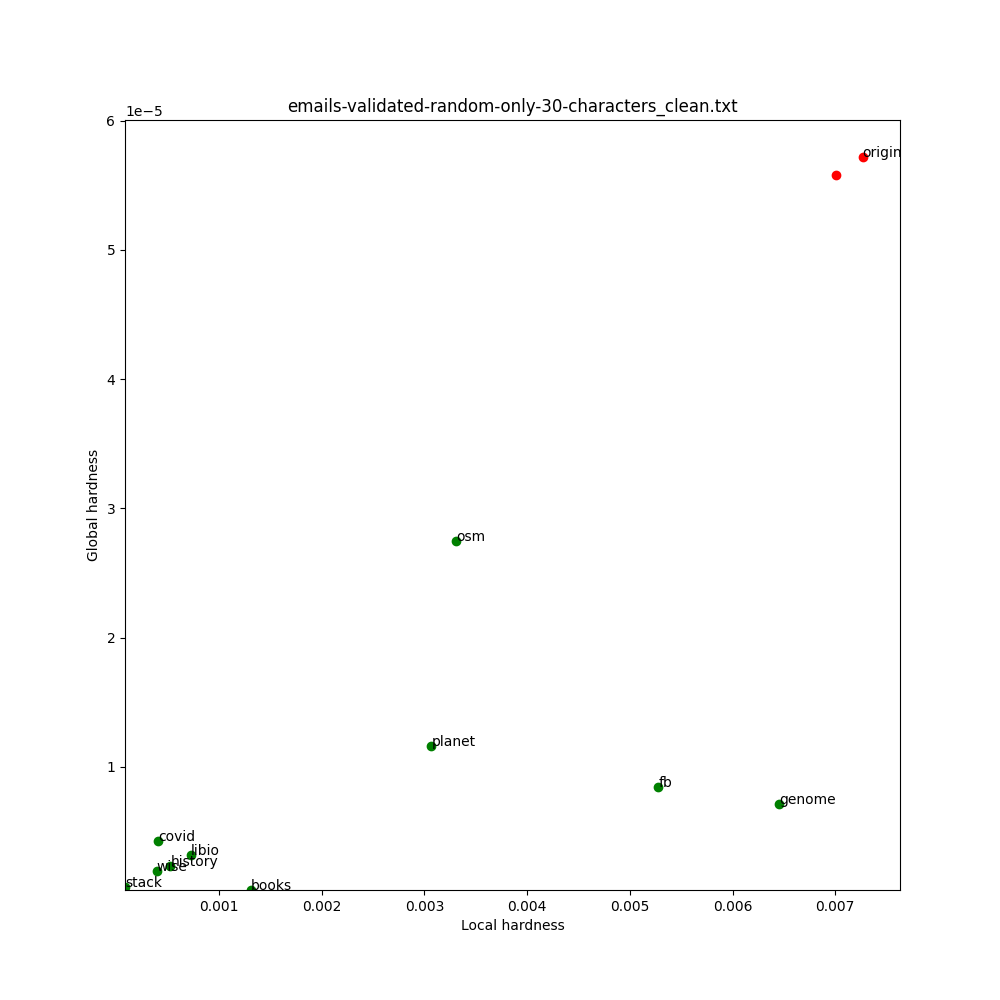 emails-validated-random-only-30-characters_clean.txt
1e−5
6
5
4
3
2
1
Global hardness
origin
osm
planet
fb
genome
covid
libio
history
wise
stack
books
0.001 0.002 0.003 0.004 0.005 0.006 0.007
Local hardness